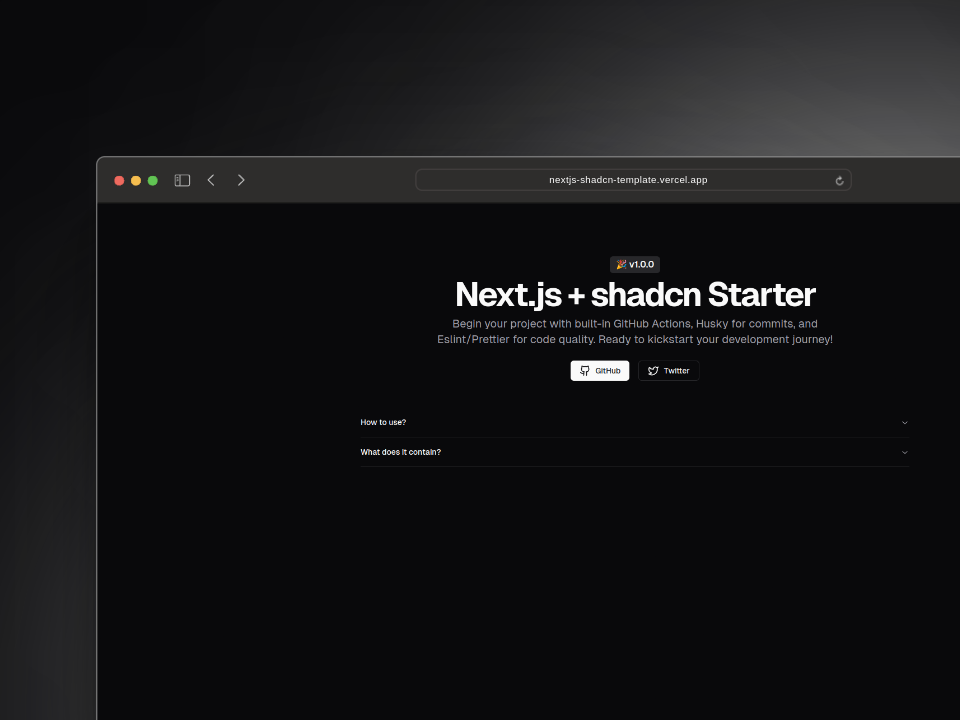 nextjs-shadcn-template.vercel.app
🎉 v1.0.0
Next.js + shadcn Starter
Begin your project with built-in GitHub Actions, Husky for commits, and
Eslint/Prettier for code quality. Ready to kickstart your development journey!
GitHub Twitter
How to use?
What does it contain?